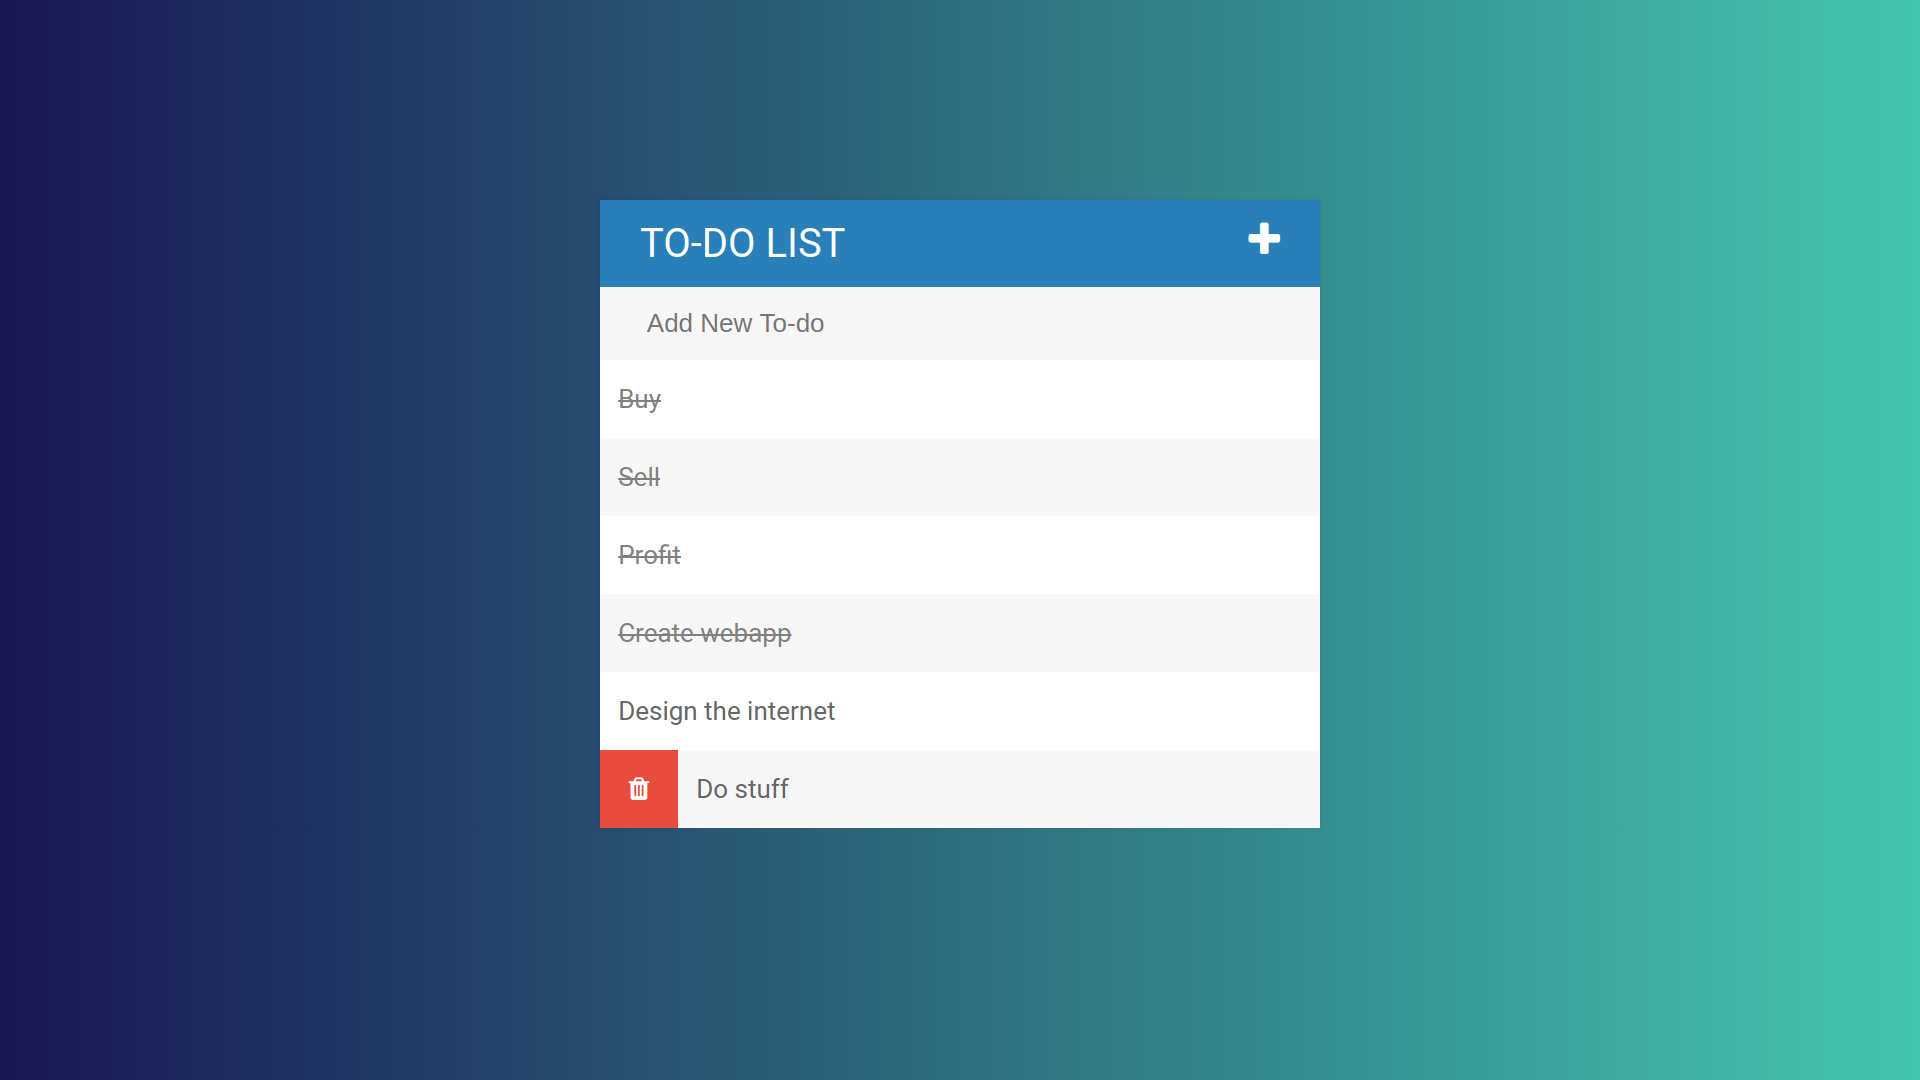 TO-DO LIST
Add New To-do
Buy
Sell
Profit
Create webapp
Design the internet
Do stuff